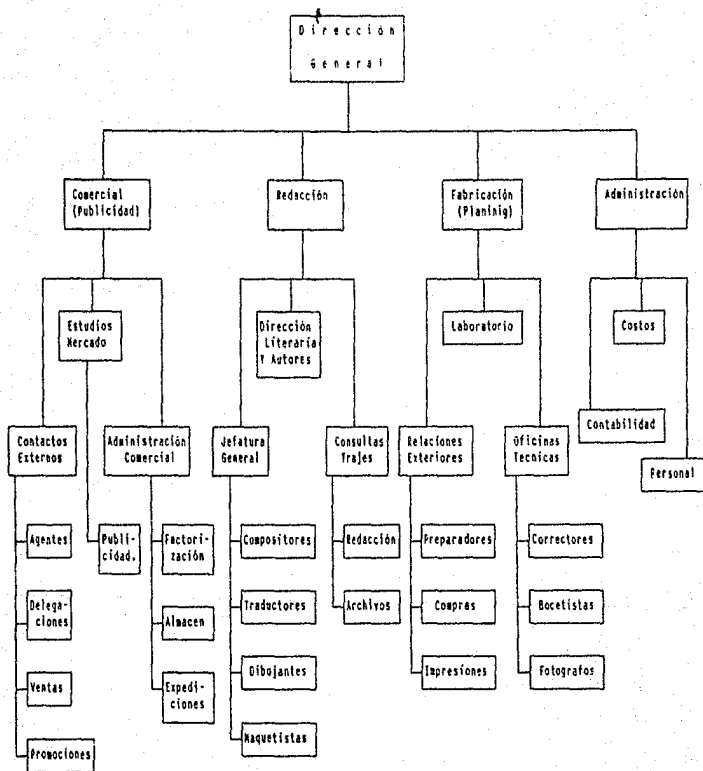 Dirección
General
Comercial
(Publicidad)
Redacción
Fabricación
(Planinig)
Administración
Estudios
Mercado
Dirección
Literaria
Y Autores
Laboratorio
Costos
Contabilidad
Contactos
Externos
Administración
Comercial
Jefatura
General
Consultas
Trajes
Relaciones
Exteriores
Oficinas
Tecnicas
Personal
Agentes
Publi-
cidad.
Factori-
zación
Compositores
Redacción
Preparadores
Correctores
Delega-
ciones
Almacen
Traductores
Archivos
Compras
Bocetistas
Ventas
Expedi-
ciones
Dibujantes
Impresiones
Fotografos
Promociones
Maquetistas